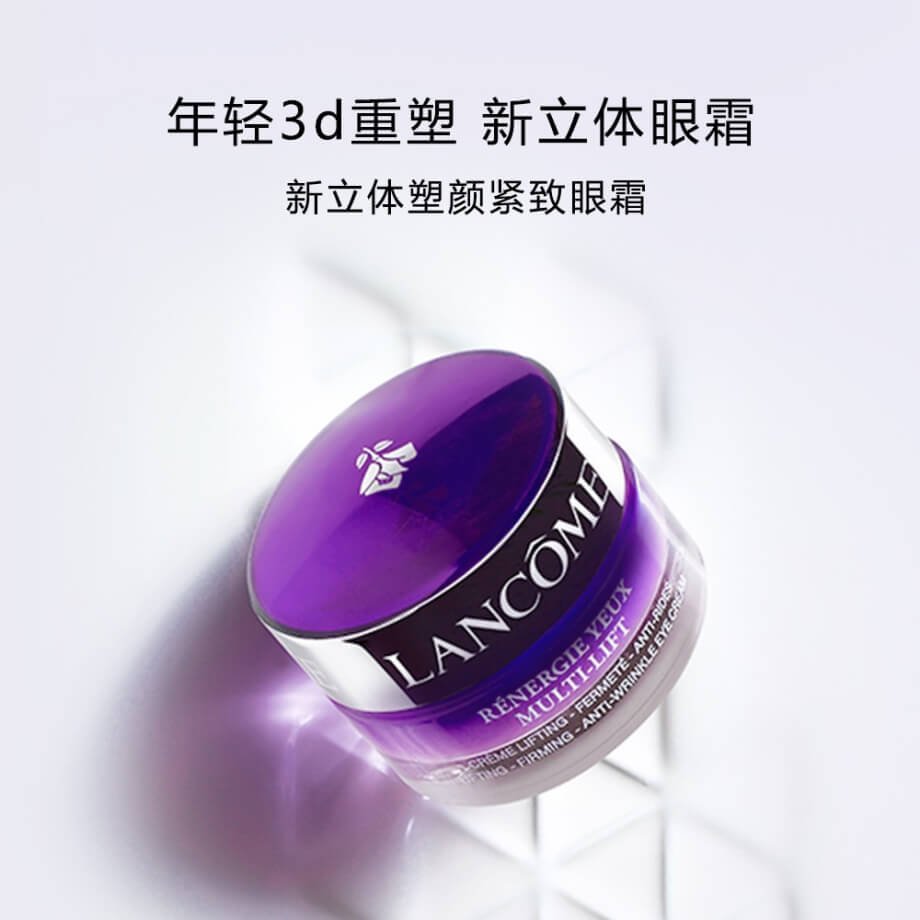 年轻3d重塑 新立体眼霜
新立体塑颜紧致眼霜
LANCÔME
RÉNERGIE YEUX
MULTI-LIFT
CRÈME LIFTING - FERMETÉ - ANTI-RIDES
LIFTING - FIRMING - ANTI-WRINKLE EYE CREAM